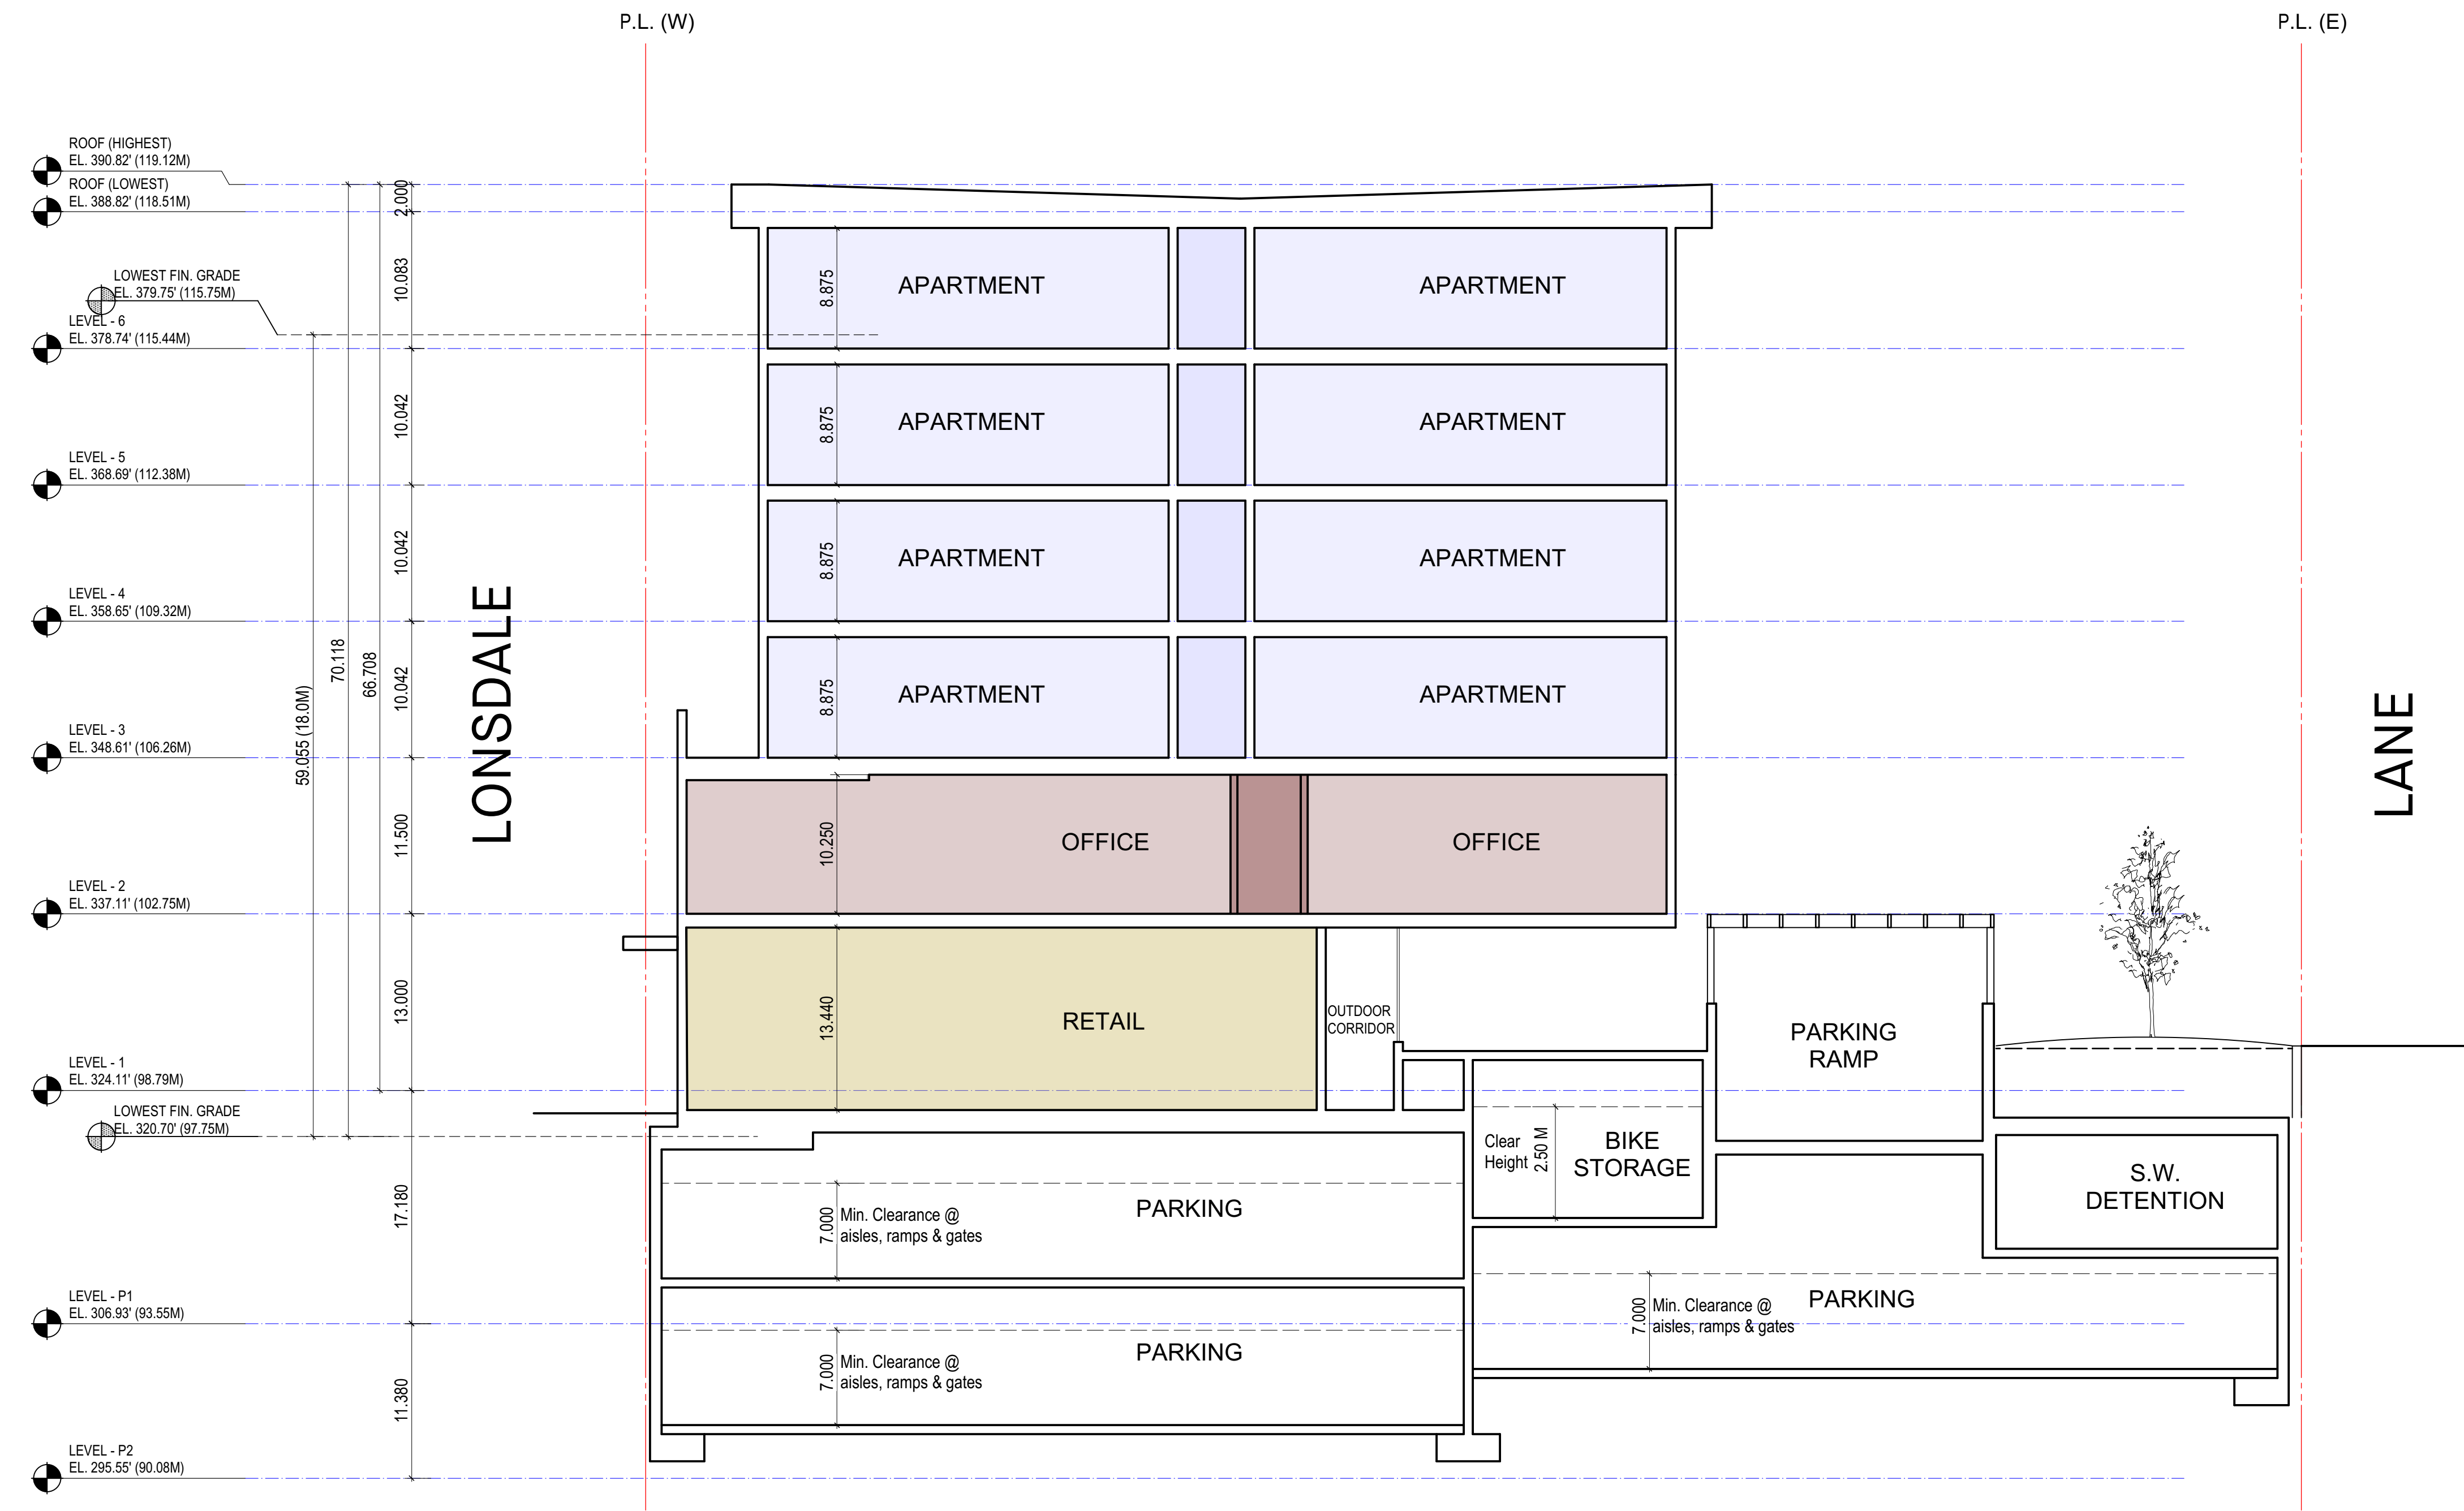 P.L. (W)
P.L. (E)
ROOF (HIGHEST)
EL. 390.82' (119.12M)
ROOF (LOWEST)
EL. 388.82' (118.51M)
2.000
10.083
8.875
APARTMENT
APARTMENT
LOWEST FIN. GRADE
EL. 379.75' (115.75M)
LEVEL - 6
EL. 378.74' (115.44M)
10.042
8.875
APARTMENT
APARTMENT
LEVEL - 5
EL. 368.69' (112.38M)
10.042
8.875
APARTMENT
APARTMENT
LEVEL - 4
EL. 358.65' (109.32M)
59.055 (18.0M)
70.118
66.708
10.042
LONSDALE
8.875
APARTMENT
APARTMENT
LANE
LEVEL - 3
EL. 348.61' (106.26M)
11.500
10.250
OFFICE
OFFICE
LEVEL - 2
EL. 337.11' (102.75M)
13.000
13.440
RETAIL
OUTDOOR
CORRIDOR
PARKING
RAMP
LEVEL - 1
EL. 324.11' (98.79M)
LOWEST FIN. GRADE
EL. 320.70' (97.75M)
Clear
Height
2.50 M
BIKE
STORAGE
S.W.
DETENTION
17.180
7.000
Min. Clearance @
aisles, ramps & gates
PARKING
LEVEL - P1
EL. 306.93' (93.55M)
7.000
Min. Clearance @
aisles, ramps & gates
PARKING
11.380
7.000
Min. Clearance @
aisles, ramps & gates
PARKING
LEVEL - P2
EL. 295.55' (90.08M)